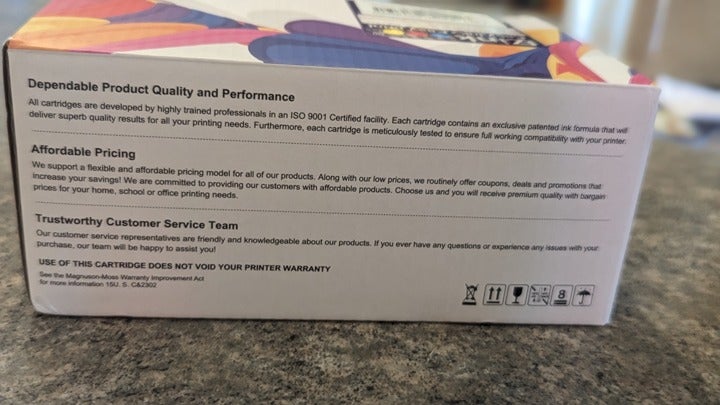 Dependable Product Quality and Performance
All cartridges are developed by highly trained professionals in an ISO 9001 Certified facility. Each cartridge contains an exclusive patented ink formula that will
deliver superb quality results for all your printing needs. Furthermore, each cartridge is meticulously tested to ensure full working compatibility with your printer.
Affordable Pricing
We support a flexible and affordable pricing model for all of our products. Along with our low prices, we routinely offer coupons, deals and promotions that
increase your savings! We are committed to providing our customers with affordable products. Choose us and you will receive premium quality with bargain
prices for your home, school or office printing needs.
Trustworthy Customer Service Team
Our customer service representatives are friendly and knowledgeable about our products. If you ever have any questions or experience any issues with your
purchase, our team will be happy to assist you!
USE OF THIS CARTRIDGE DOES NOT VOID YOUR PRINTER WARRANTY
See the Magnuson-Moss Warranty Improvement Act
for more information 15U. S. C&2302
8